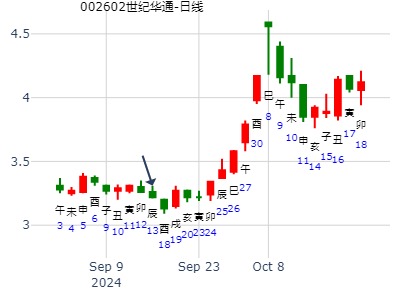 002602世纪华通-日线
4.5
4
3.5
3
午 未 申 酉 子 丑 寅 卯 辰 酉 戌 亥 寅 卯 辰 巳 午 酉 巳 午 未 申 亥 子 丑 寅 卯
3 4 5 6 9 10 11 12 13 18 19 20 23 24 25 26 27 30 8 9 10 11 14 15 16 17 18
Sep 9 Sep 23 Oct 8
2024